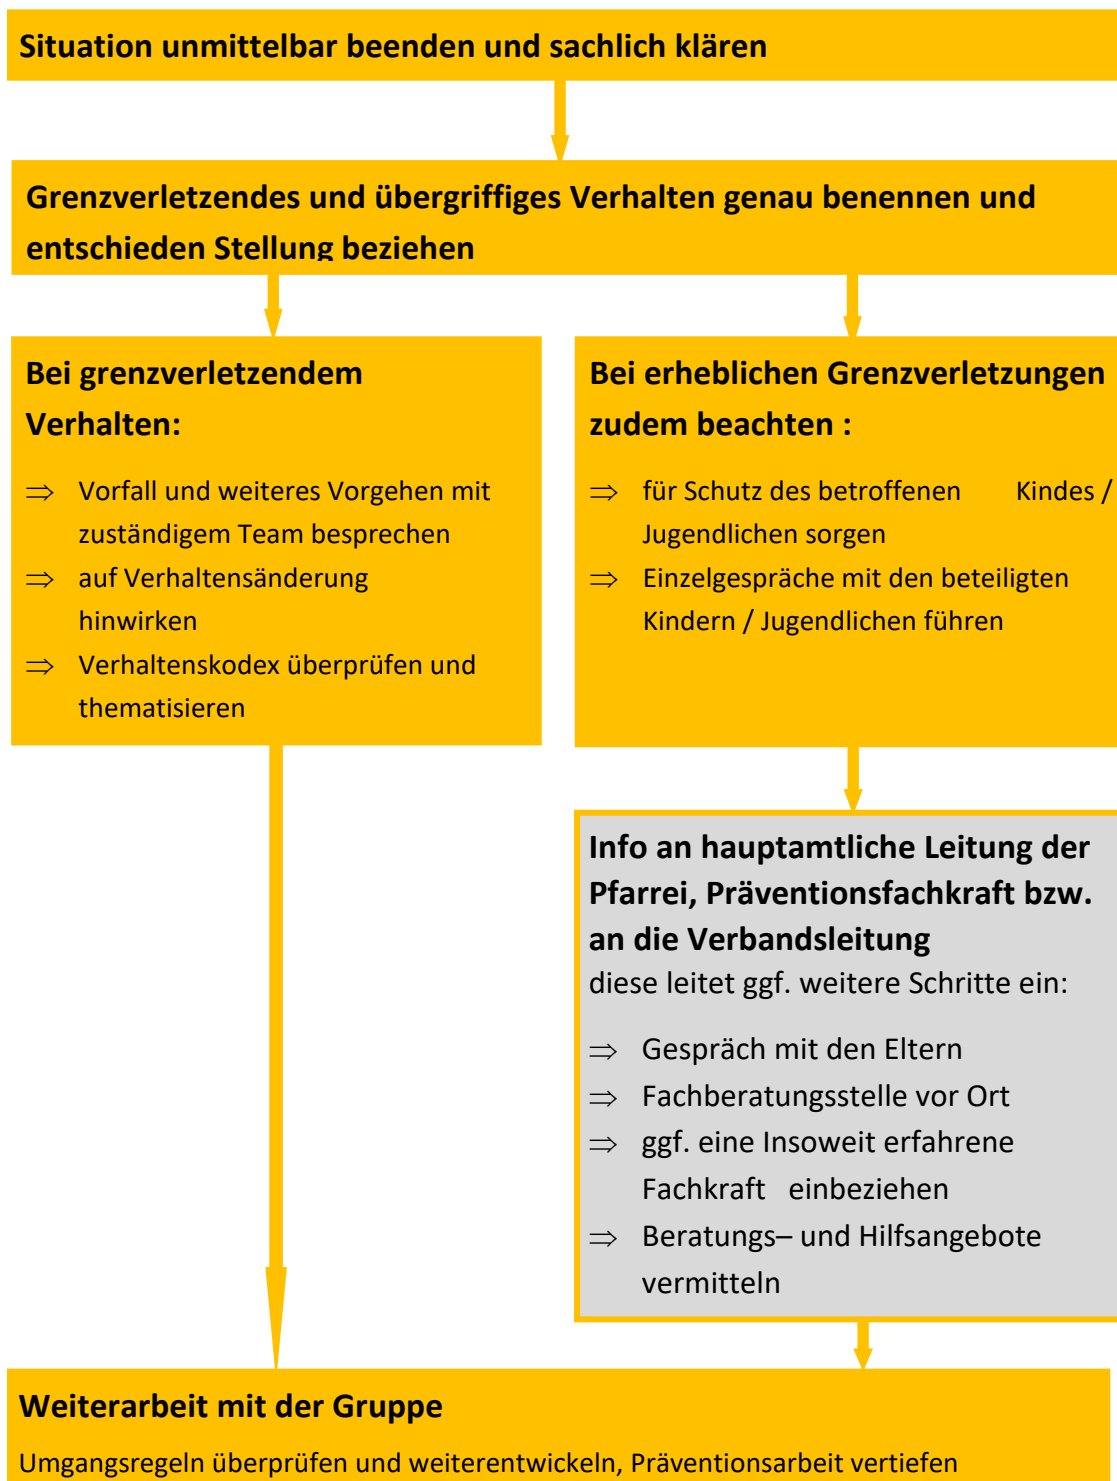 Situation unmittelbar beenden und sachlich klären
Grenzverletzendes und übergriffiges Verhalten genau benennen und
entschieden Stellung beziehen
Bei grenzverletzendem
Verhalten:
⇒ Vorfall und weiteres Vorgehen mit
zuständigem Team besprechen
⇒ auf Verhaltensänderung
hinwirken
⇒ Verhaltenskodex überprüfen und
thematisieren
Bei erheblichen Grenzverletzungen
zudem beachten :
⇒ für Schutz des betroffenen Kindes /
Jugendlichen sorgen
⇒ Einzelgespräche mit den beteiligten
Kindern / Jugendlichen führen
Info an hauptamtliche Leitung der
Pfarrei, Präventionsfachkraft bzw.
an die Verbandsleitung
diese leitet ggf. weitere Schritte ein:
⇒ Gespräch mit den Eltern
⇒ Fachberatungsstelle vor Ort
⇒ ggf. eine Insoweit erfahrene
Fachkraft einbeziehen
⇒ Beratungs– und Hilfsangebote
vermitteln
Weiterarbeit mit der Gruppe
Umgangsregeln überprüfen und weiterentwickeln, Präventionsarbeit vertiefen